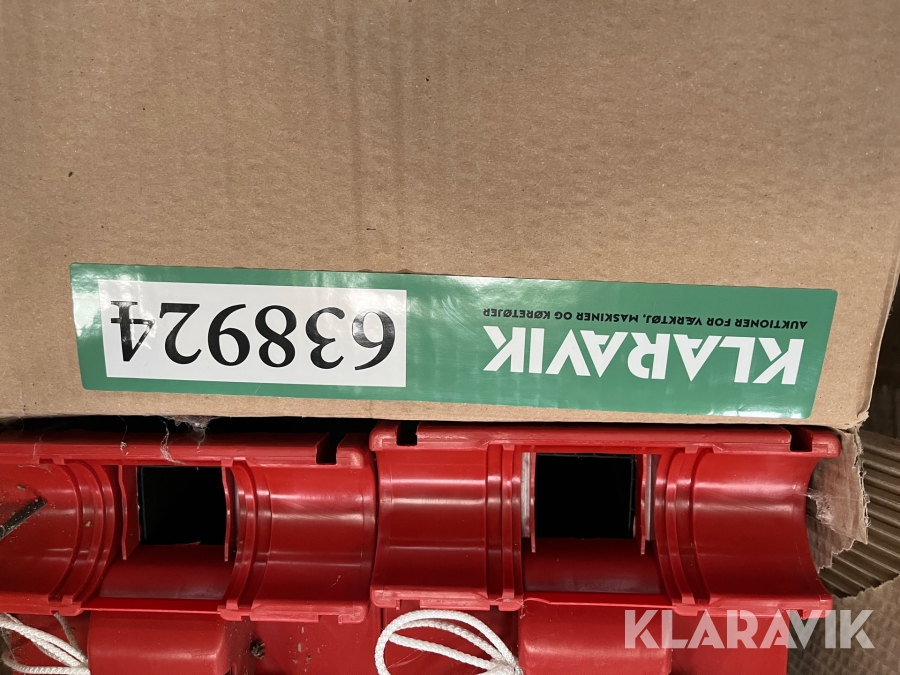 KLARAVIK
AUKTIONER FOR VÆRKTØJ, MASKINER OG KØRETØJER
638924
KLARAVIK